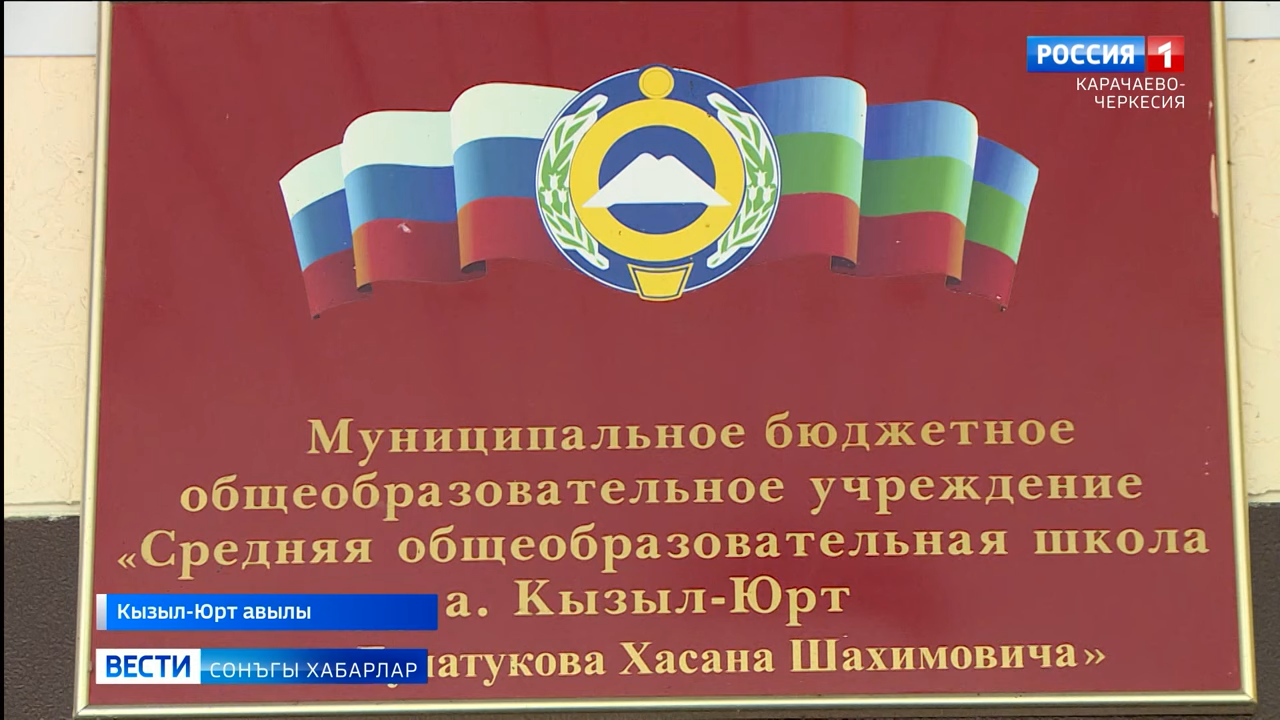 РОССИЯ 1
КАРАЧАЕВО-
ЧЕРКЕСИЯ
Муниципальное бюджетное
общеобразовательное учреждение
«Средняя общеобразовательная школа
а. Кызыл-Юрт
Хасана Шахимовича»
Кызыл-Юрт авылы
ВЕСТИ СОНЪГЫ ХАБАРЛАР